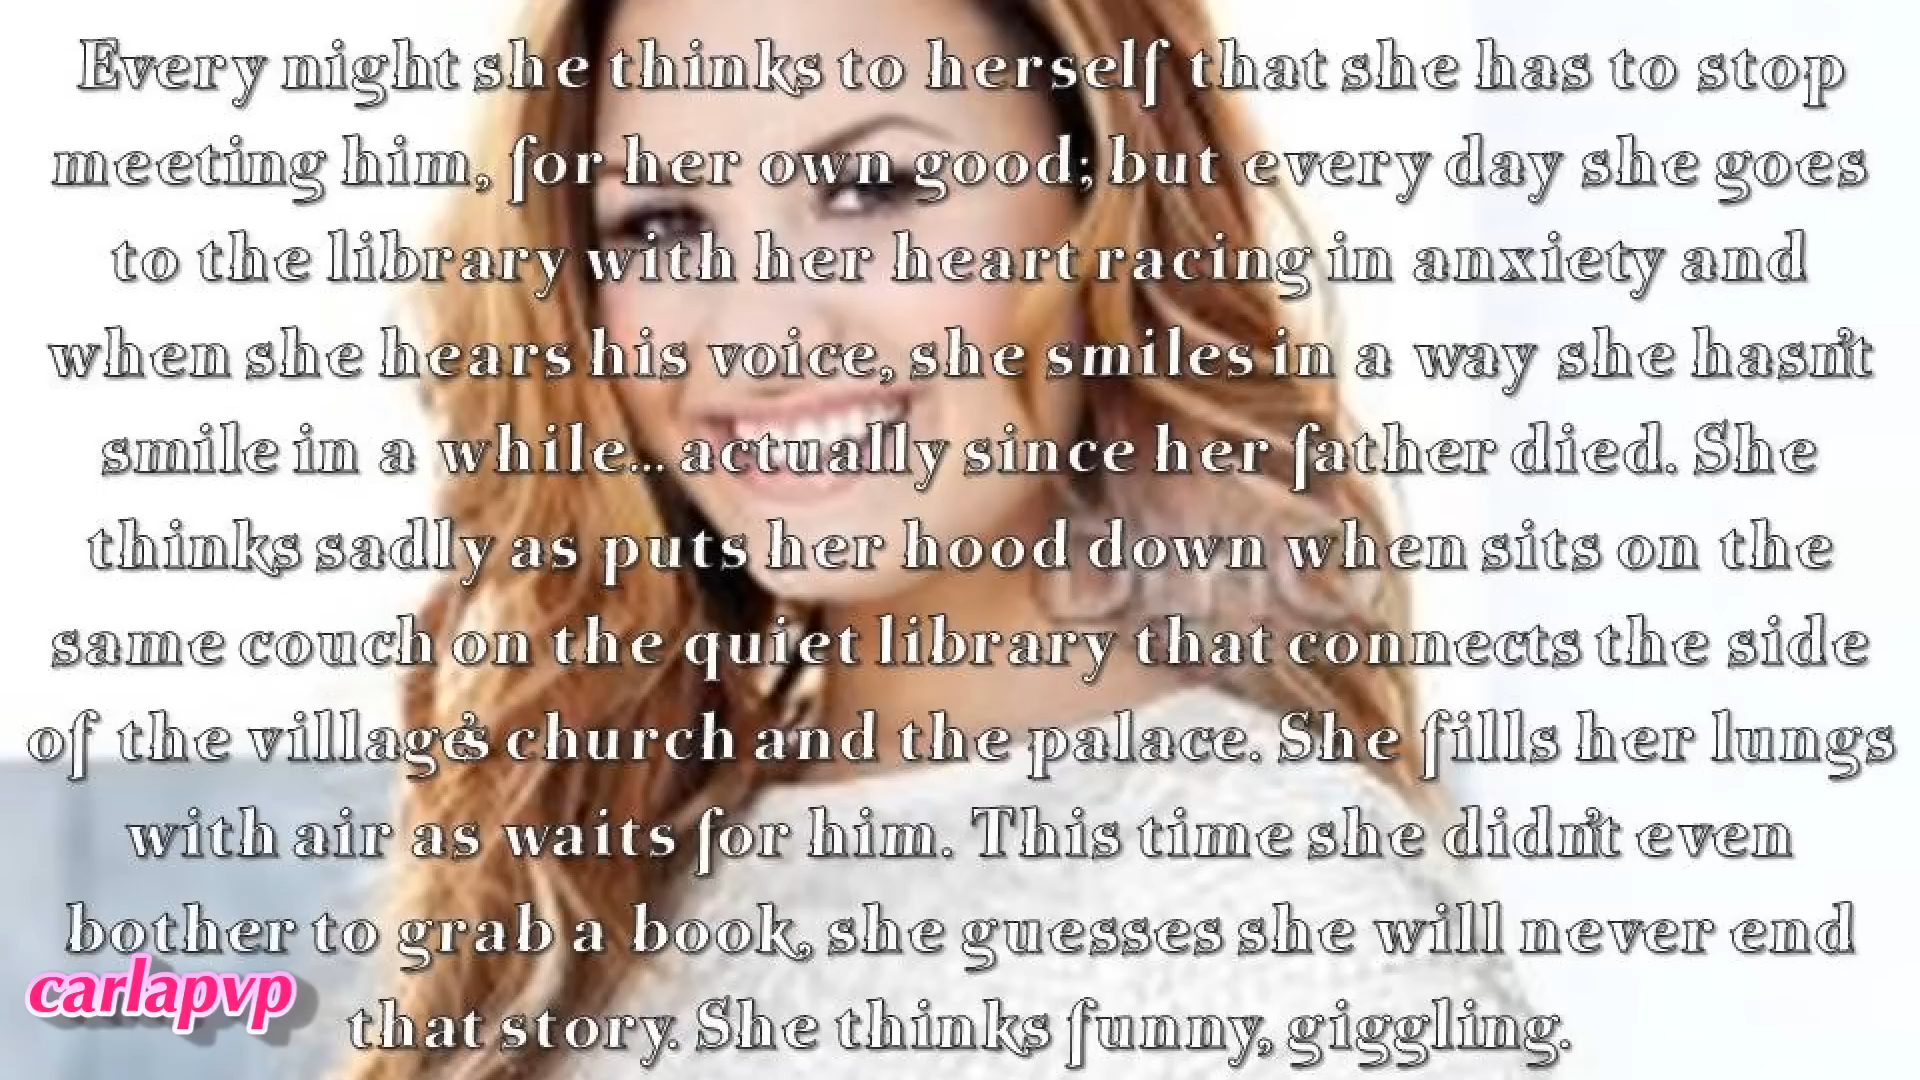 Every night she thinks to herself that she has to stop
meeting him, for her own good; but every day she goes
to the library with her heart racing in anxiety and
when she hears his voice, she smiles in a way she hasn't
smile in a while... actually since her father died. She
thinks sadly as puts her hood down when sits on the
same couch on the quiet library that connects the side
of the village's church and the palace. She fills her lungs
with air as waits for him. This time she didn't even
bother to grab a book, she guesses she will never end
that story. She thinks funny, giggling.
carlapvp